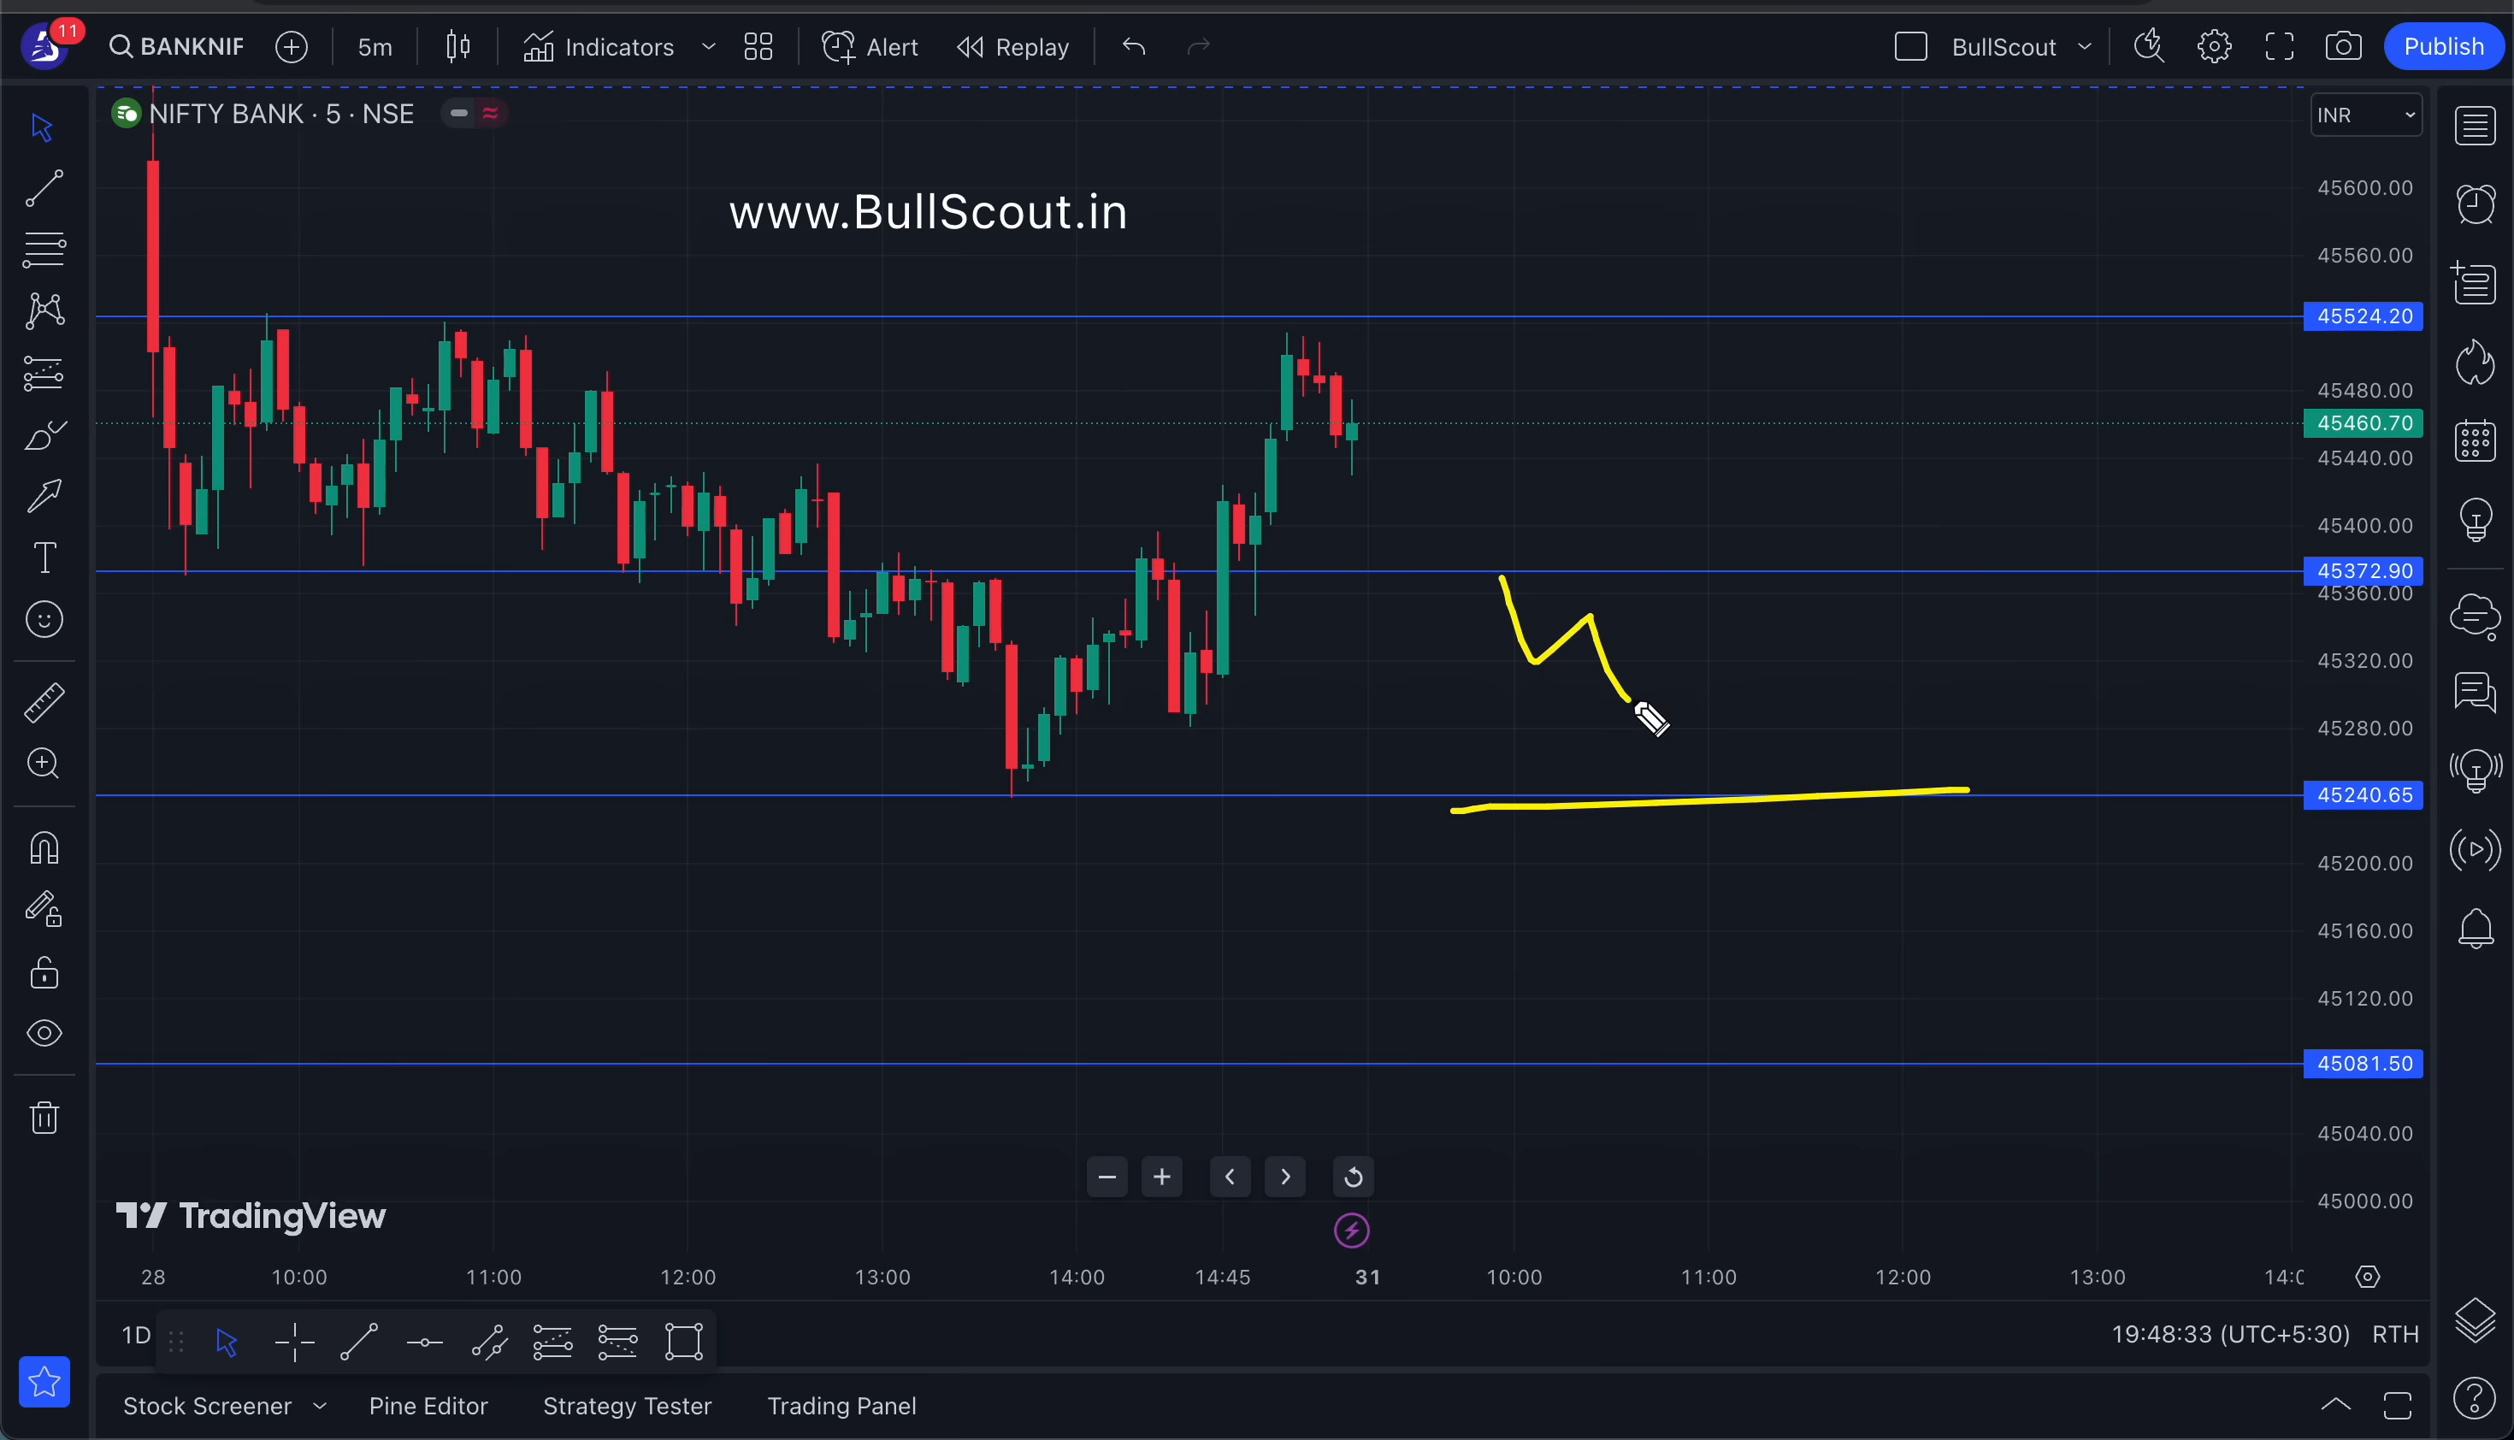 11
BANKNIF
5m
Indicators
Alert
Replay
BullScout
Publish
NIFTY BANK · 5 · NSE
INR
www.BullScout.in
45600.00
45560.00
45524.20
45480.00
45460.70
45440.00
45400.00
45372.90
45360.00
45320.00
45280.00
45240.65
45200.00
45160.00
45120.00
45081.50
45040.00
45000.00
TradingView
28 10:00 11:00 12:00 13:00 14:00 14:45 31 10:00 11:00 12:00 13:00 14:0
1D
19:48:33 (UTC+5:30) RTH
Stock Screener Pine Editor Strategy Tester Trading Panel